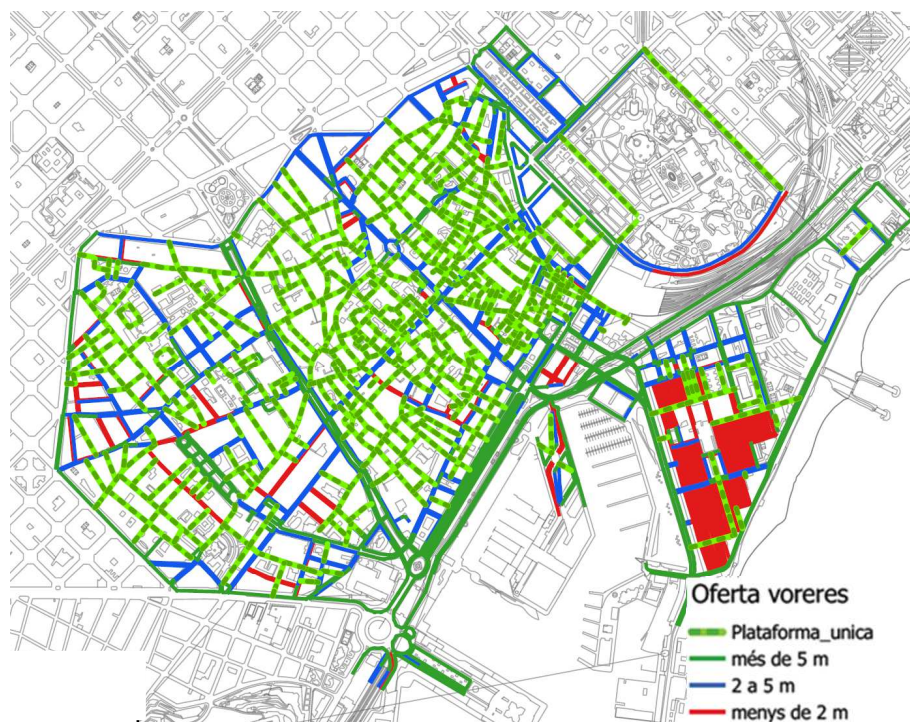 Oferta voreres
Plataforma_unica
més de 5 m
2 a 5 m
menys de 2 m